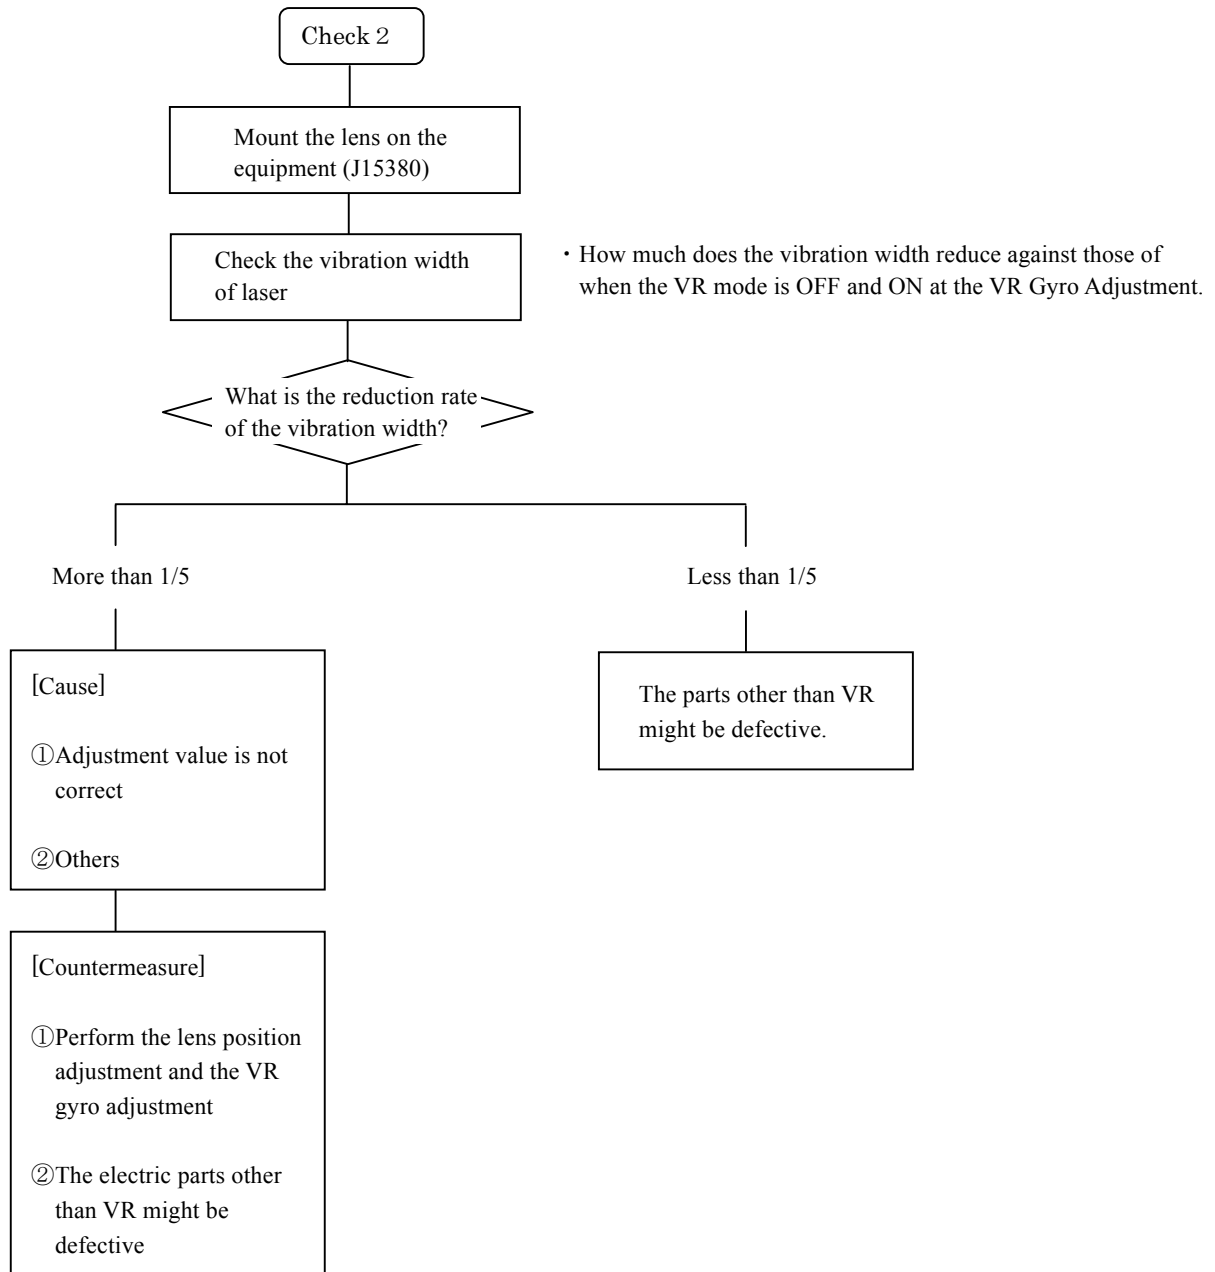 Check 2
Mount the lens on the
equipment (J15380)
Check the vibration width
of laser
・How much does the vibration width reduce against those of
when the VR mode is OFF and ON at the VR Gyro Adjustment.
What is the reduction rate
of the vibration width?
More than 1/5
Less than 1/5
[Cause]
①Adjustment value is not
correct
②Others
The parts other than VR
might be defective.
[Countermeasure]
①Perform the lens position
adjustment and the VR
gyro adjustment
②The electric parts other
than VR might be
defective